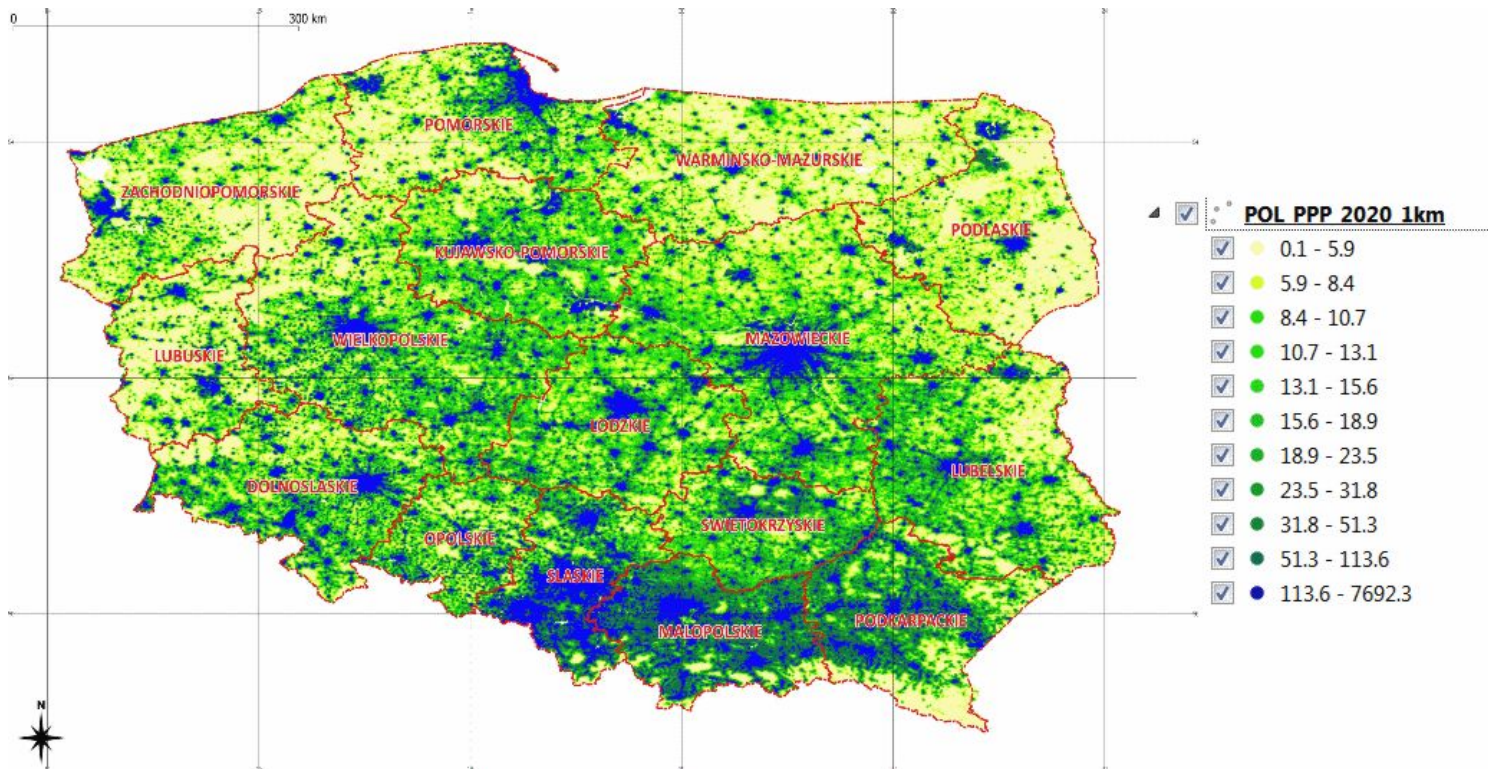 0
300 km
POMORSKIE
WARMINSKO-MAZURSKIE
ZACHODNIOPOMORSKIE
PODLASKIE
KUJAWSKO-POMORSKIE
WIELKOPOLSKIE
MAZOWIECKIE
LUBUSKIE
LODZKIE
LUBELSKIE
DOLNOSLASKIE
SWIETOKRZYSKIE
OPOLSKIE
SLASKIE
MALOPOLSKIE
PODKARPACKIE
N
POL PPP 2020 1km
0.1 - 5.9
5.9 - 8.4
8.4 - 10.7
10.7 - 13.1
13.1 - 15.6
15.6 - 18.9
18.9 - 23.5
23.5 - 31.8
31.8 - 51.3
51.3 - 113.6
113.6 - 7692.3